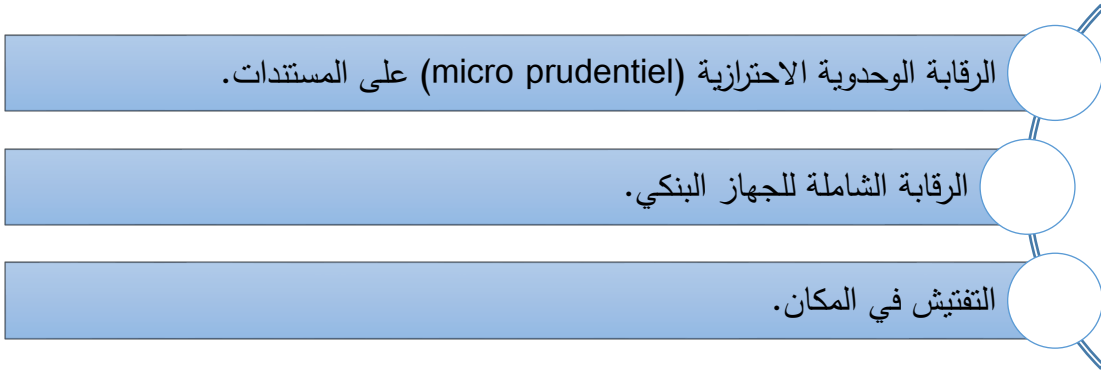 الرقابة الوحدوية الاحترازية (micro prudentiel) على المستندات.
الرقابة الشاملة للجهاز البنكي.
التفتيش في المكان.